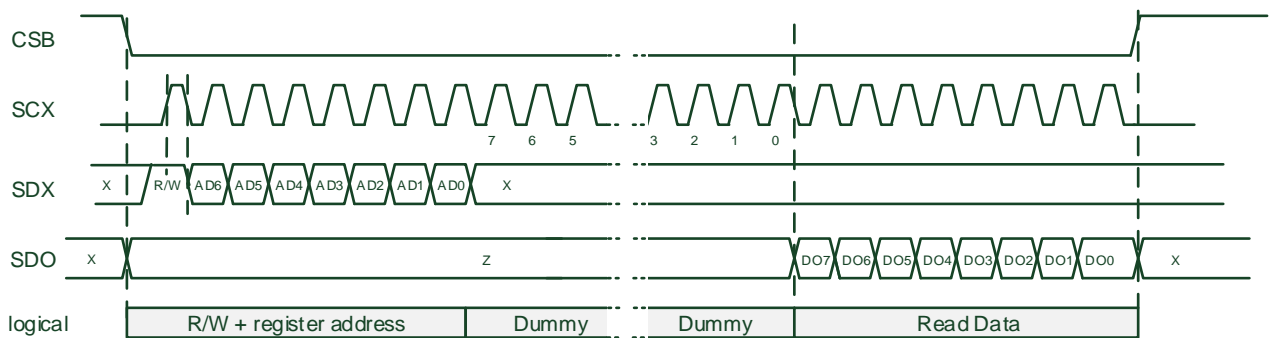 CSB
SCX
7 6 5 3 2 1 0
SDX X R/W AD6 AD5 AD4 AD3 AD2 AD1 AD0 X
SDO X Z DO7 DO6 DO5 DO4 DO3 DO2 DO1 DO0 X
logical R/W + register address Dummy Dummy Read Data